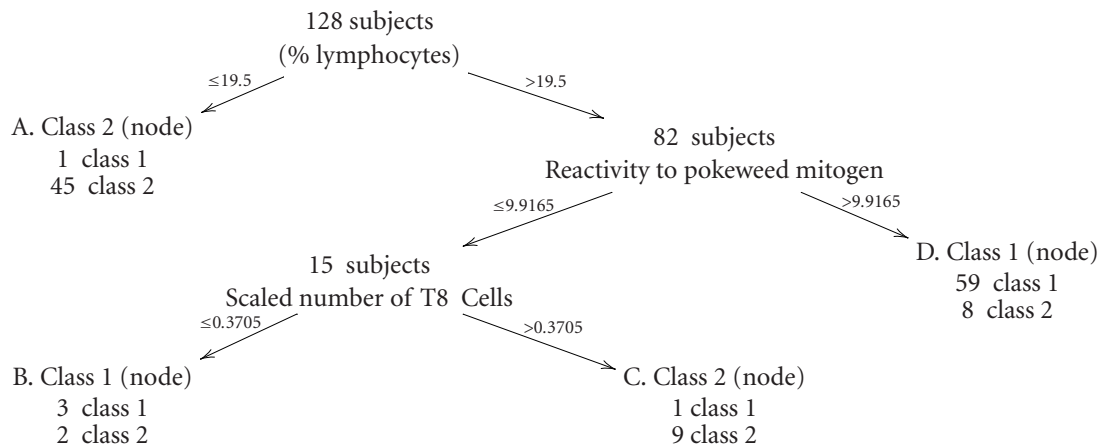 128 subjects
(% lymphocytes)
≤19.5
>19.5
A. Class 2 (node)
1 class 1
45 class 2
82 subjects
Reactivity to pokeweed mitogen
≤9.9165
>9.9165
15 subjects
Scaled number of T8 Cells
D. Class 1 (node)
59 class 1
8 class 2
≤0.3705
>0.3705
B. Class 1 (node)
3 class 1
2 class 2
C. Class 2 (node)
1 class 1
9 class 2